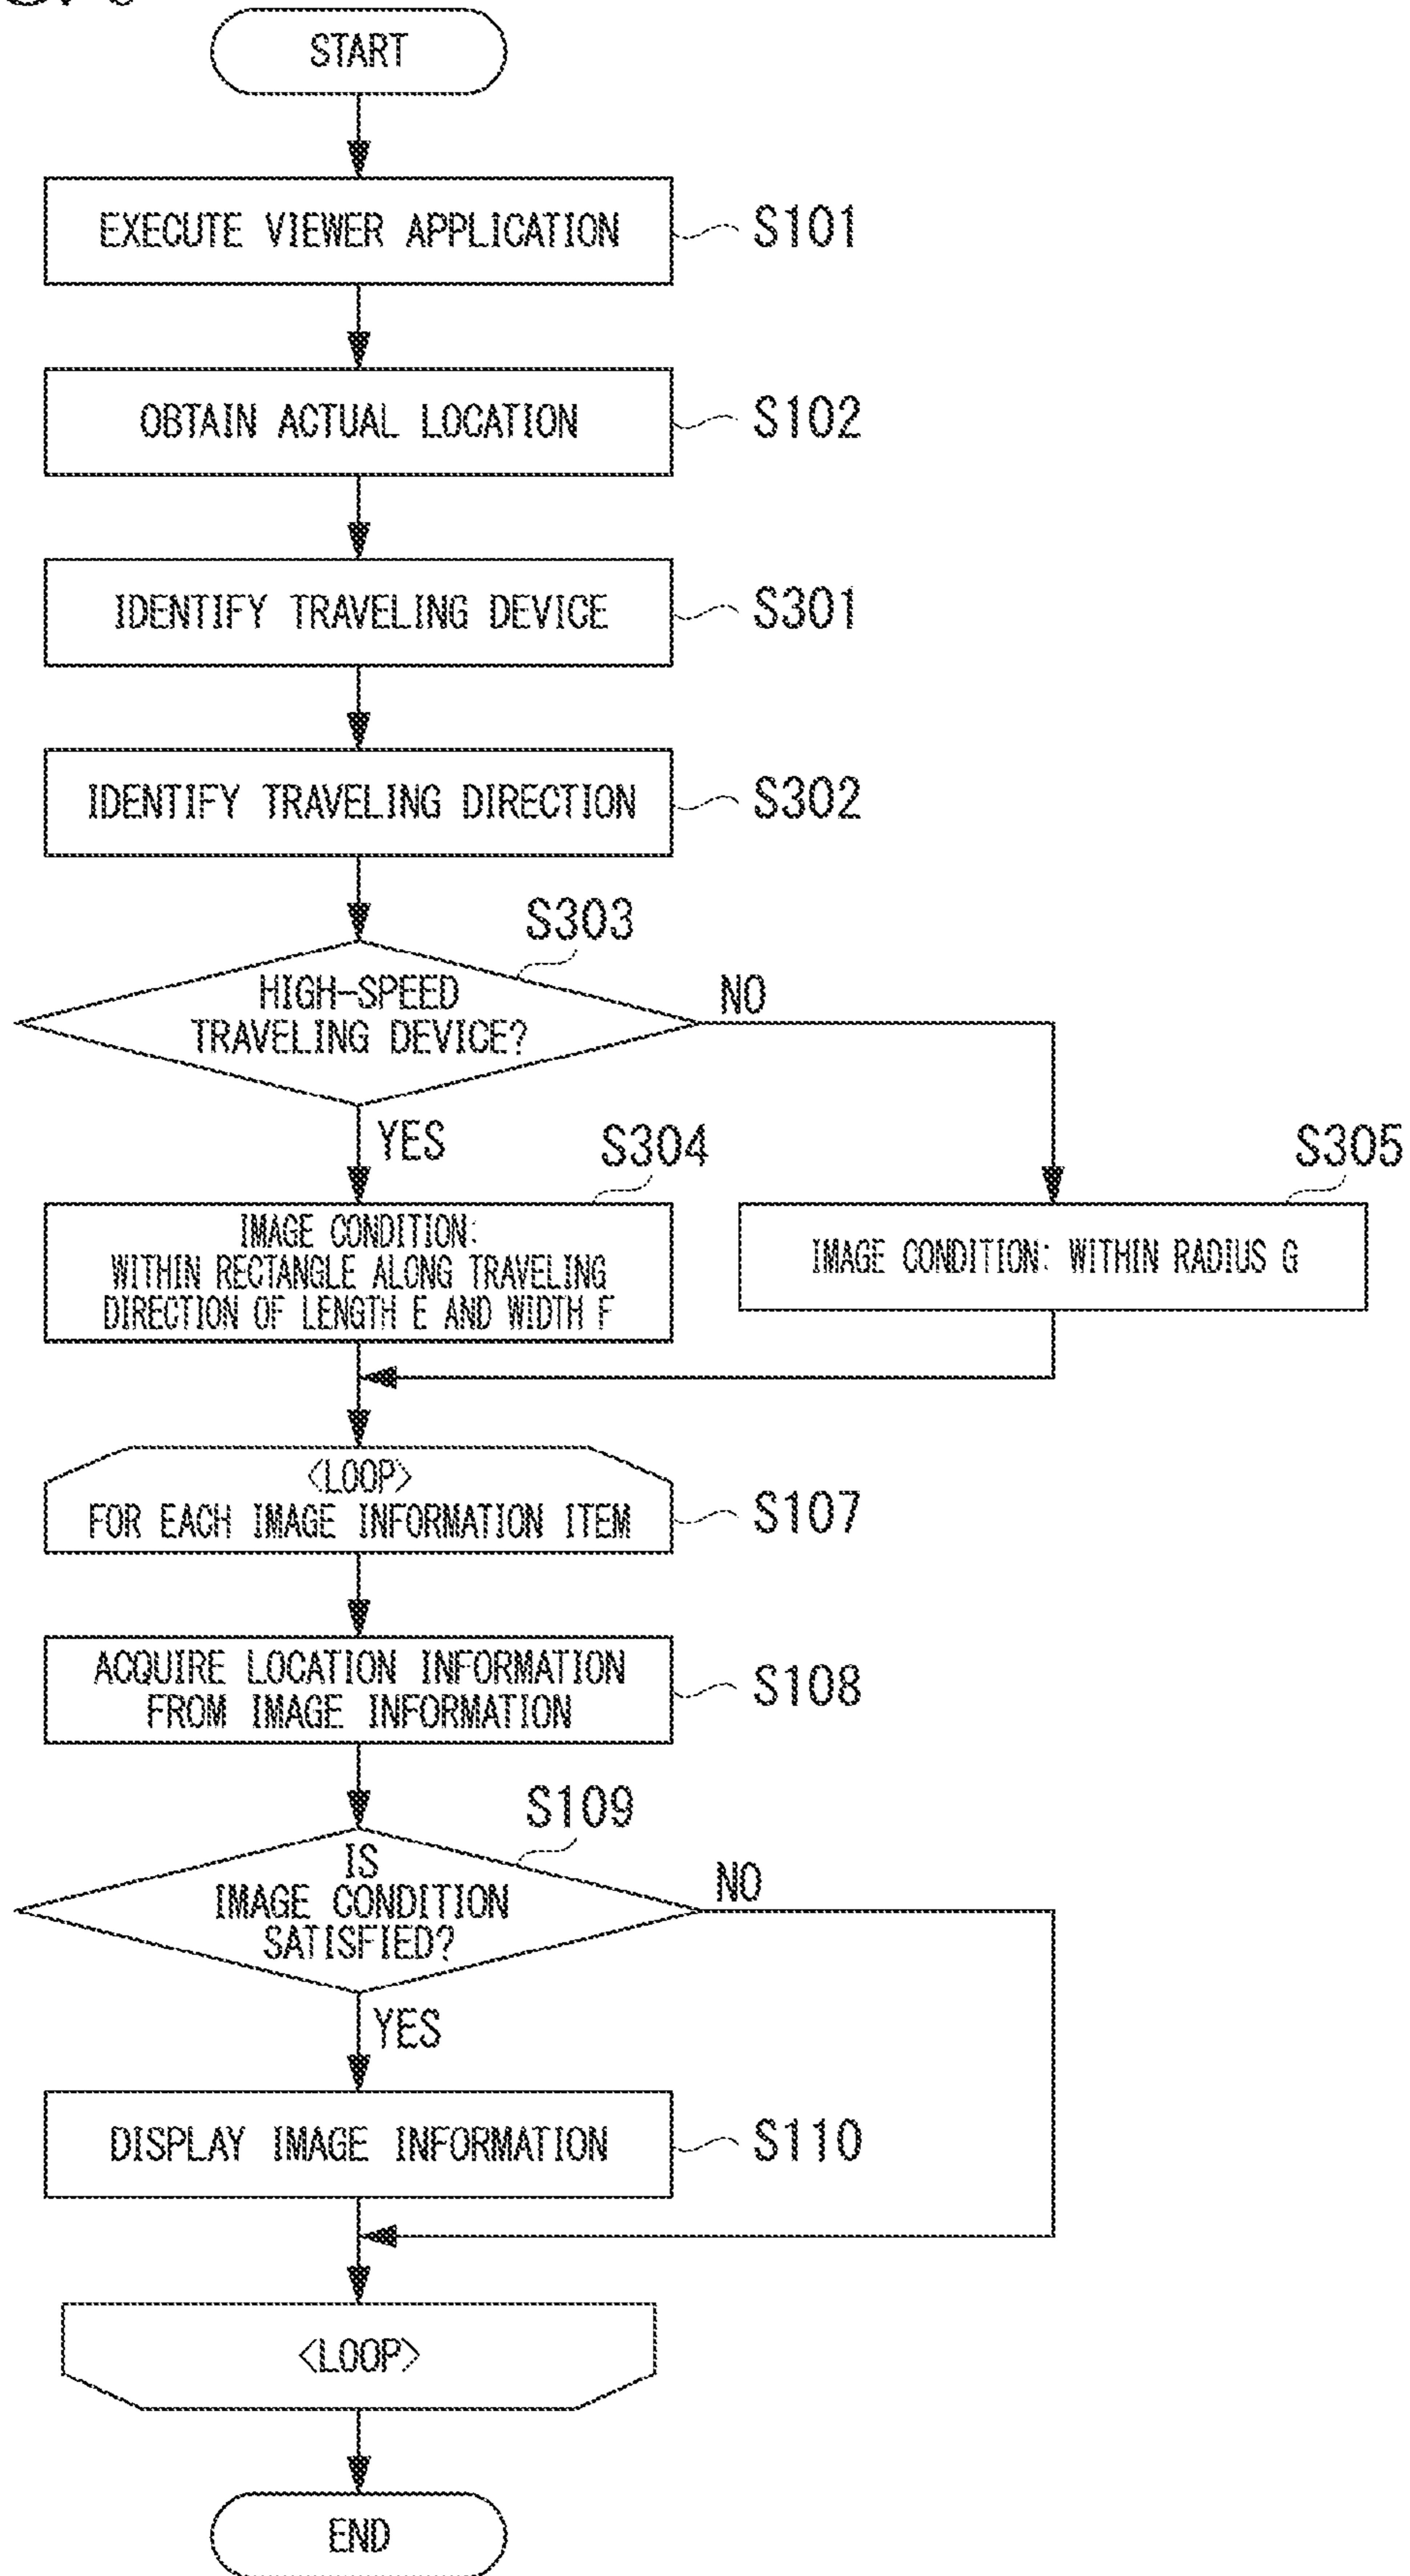 START
EXECUTE VIEWER APPLICATION
S101
OBTAIN ACTUAL LOCATION
S102
IDENTIFY TRAVELING DEVICE
S301
IDENTIFY TRAVELING DIRECTION
S302
S303
HIGH-SPEED
TRAVELING DEVICE?
NO
YES
S304
IMAGE CONDITION:
WITHIN RECTANGLE ALONG TRAVELING
DIRECTION OF LENGTH E AND WIDTH F
S305
IMAGE CONDITION: WITHIN RADIUS G
<LOOP>
FOR EACH IMAGE INFORMATION ITEM
S107
ACQUIRE LOCATION INFORMATION
FROM IMAGE INFORMATION
S108
S109
IS
IMAGE CONDITION
SATISFIED?
NO
YES
DISPLAY IMAGE INFORMATION
S110
<LOOP>
END